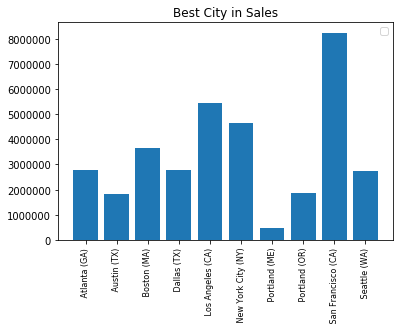 Best City in Sales
8000000
7000000
6000000
5000000
4000000
3000000
2000000
1000000
0
Atlanta (GA)
Austin (TX)
Boston (MA)
Dallas (TX)
Los Angeles (CA)
New York City (NY)
Portland (ME)
Portland (OR)
San Francisco (CA)
Seattle (WA)